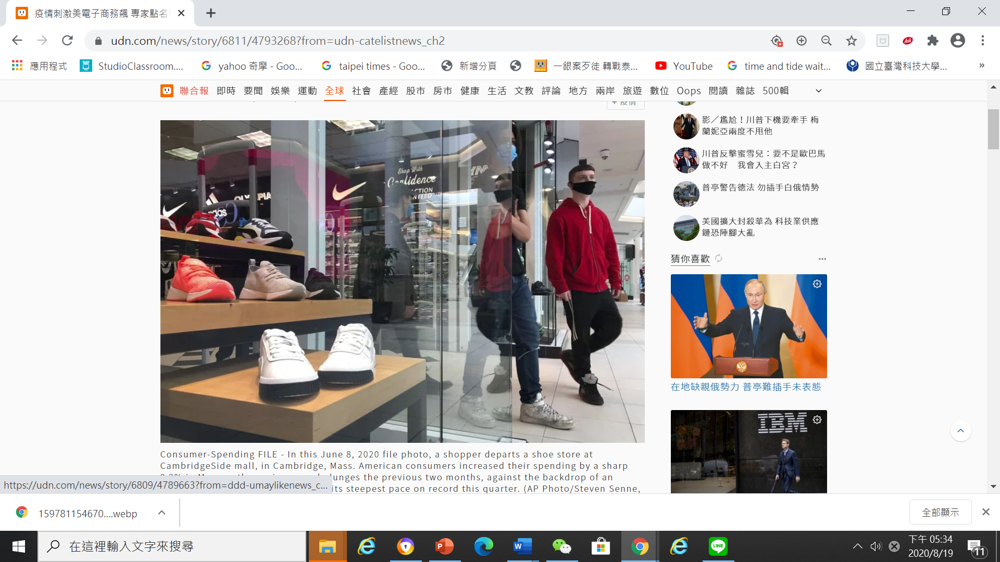 疫情刺激美電子商務飆 專家點名
udn.com/news/story/6811/4793268?from=udn-catelistnews_ch2
Ask
應用程式
StudioClassroom....
yahoo 奇摩 - Goo...
taipei times - Goo...
新增分頁
一銀案歹徒 轉戰泰...
YouTube
time and tide wait...
國立臺灣科技大學...
»
聯合報 即時 要聞 娛樂 運動 全球 社會 產經 股市 房市 健康 生活 文教 評論 地方 兩岸 旅遊 數位 Oops 閱讀 雜誌 500輯
+ 疫情
Shop With
Confidence
ACTION
NTEED
OLYMPIA
adidas
影／尷尬！川普下機要牽手 梅
蘭妮亞兩度不甩他
川普反擊蜜雪兒：要不是歐巴馬
做不好 我會入主白宮？
普亭警告德法 勿插手白俄情勢
美國擴大封殺華為 科技業供應
鏈恐陣腳大亂
猜你喜歡
在地缺親俄勢力 普亭難插手未表態
IBM
Consumer-Spending FILE - In this June 8, 2020 file photo, a shopper departs a shoe store at
CambridgeSide mall, in Cambridge, Mass. American consumers increased their spending by a sharp
lunges the previous two months, against the backdrop of an
its steepest pace on record this quarter. (AP Photo/Steven Senne,
https://udn.com/news/story/6809/4789663?from=ddd-umaylikenews_c...
159781154670....webp
全部顯示
在這裡輸入文字來搜尋
LINE
下午 05:34
2020/8/19
11